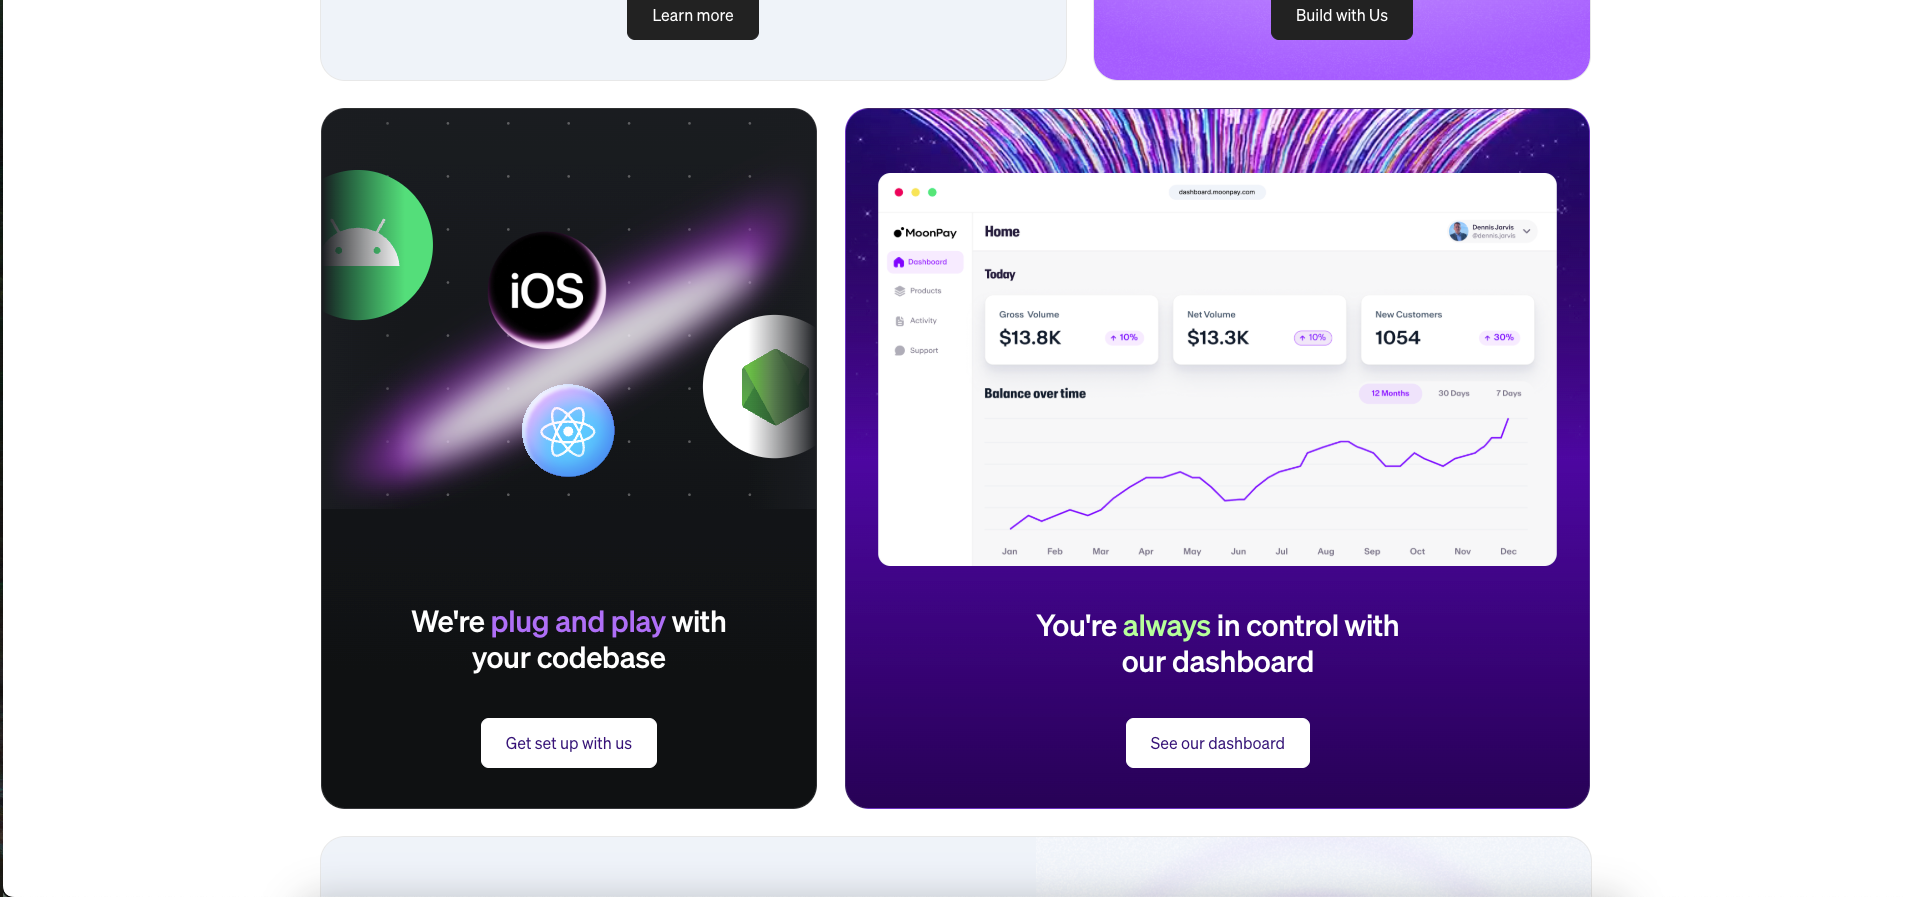 Learn more
Build with Us
iOS
We're plug and play with
your codebase
Get set up with us
dashboard.moonpay.com
MoonPay
Home
Dennis Jarvis
@dennis.jarvis
Dashboard
Products
Activity
Support
Today
Gross Volume
$13.8K
↑ 10%
Net Volume
$13.3K
↑ 10%
New Customers
1054
↑ 30%
Balance over time
12 Months
30 Days
7 Days
Jan Feb Mar Apr May Jun Jul Aug Sep Oct Nov Dec
You're always in control with
our dashboard
See our dashboard